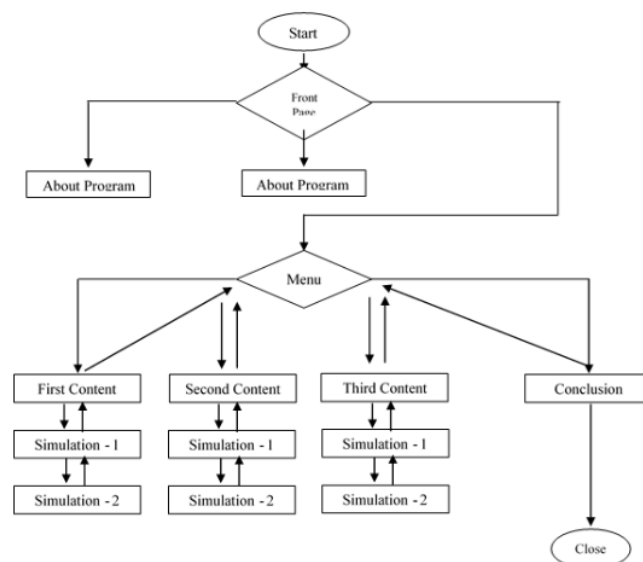 Start
Front
About Program
About Program
Menu
First Content
Second Content
Third Content
Conclusion
Simulation - 1
Simulation - 1
Simulation - 1
Simulation - 2
Simulation - 2
Simulation - 2
Close